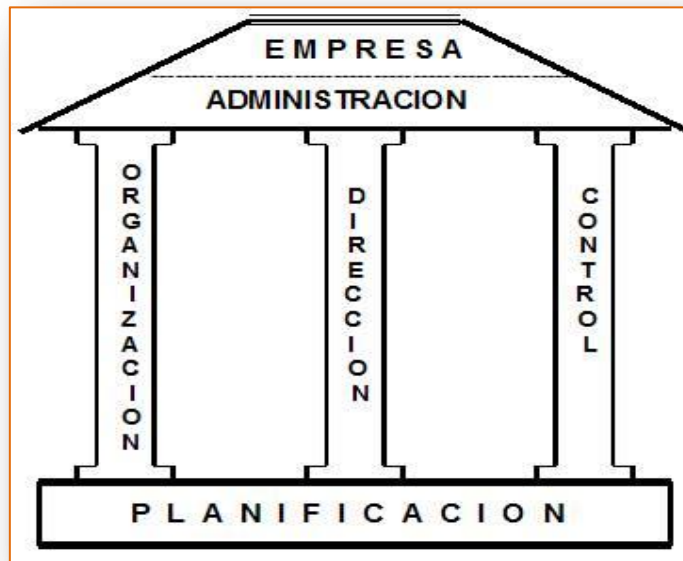 EMPRESA
ADMINISTRACION
ORGANIZACION
DIRECCION
CONTROL
PLANIFICACION